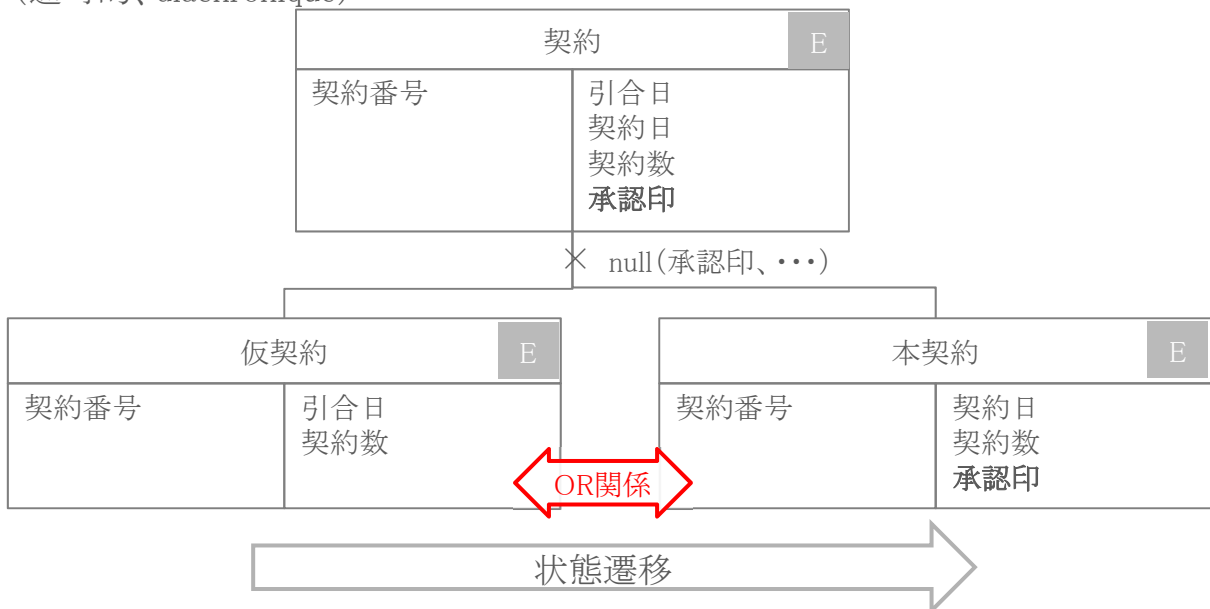 契約 E
契約番号
引合日
契約日
契約数
承認印
null(承認印、・・・)
仮契約 E
契約番号
引合日
契約数
本契約 E
契約番号
契約日
契約数
承認印
OR関係
状態遷移